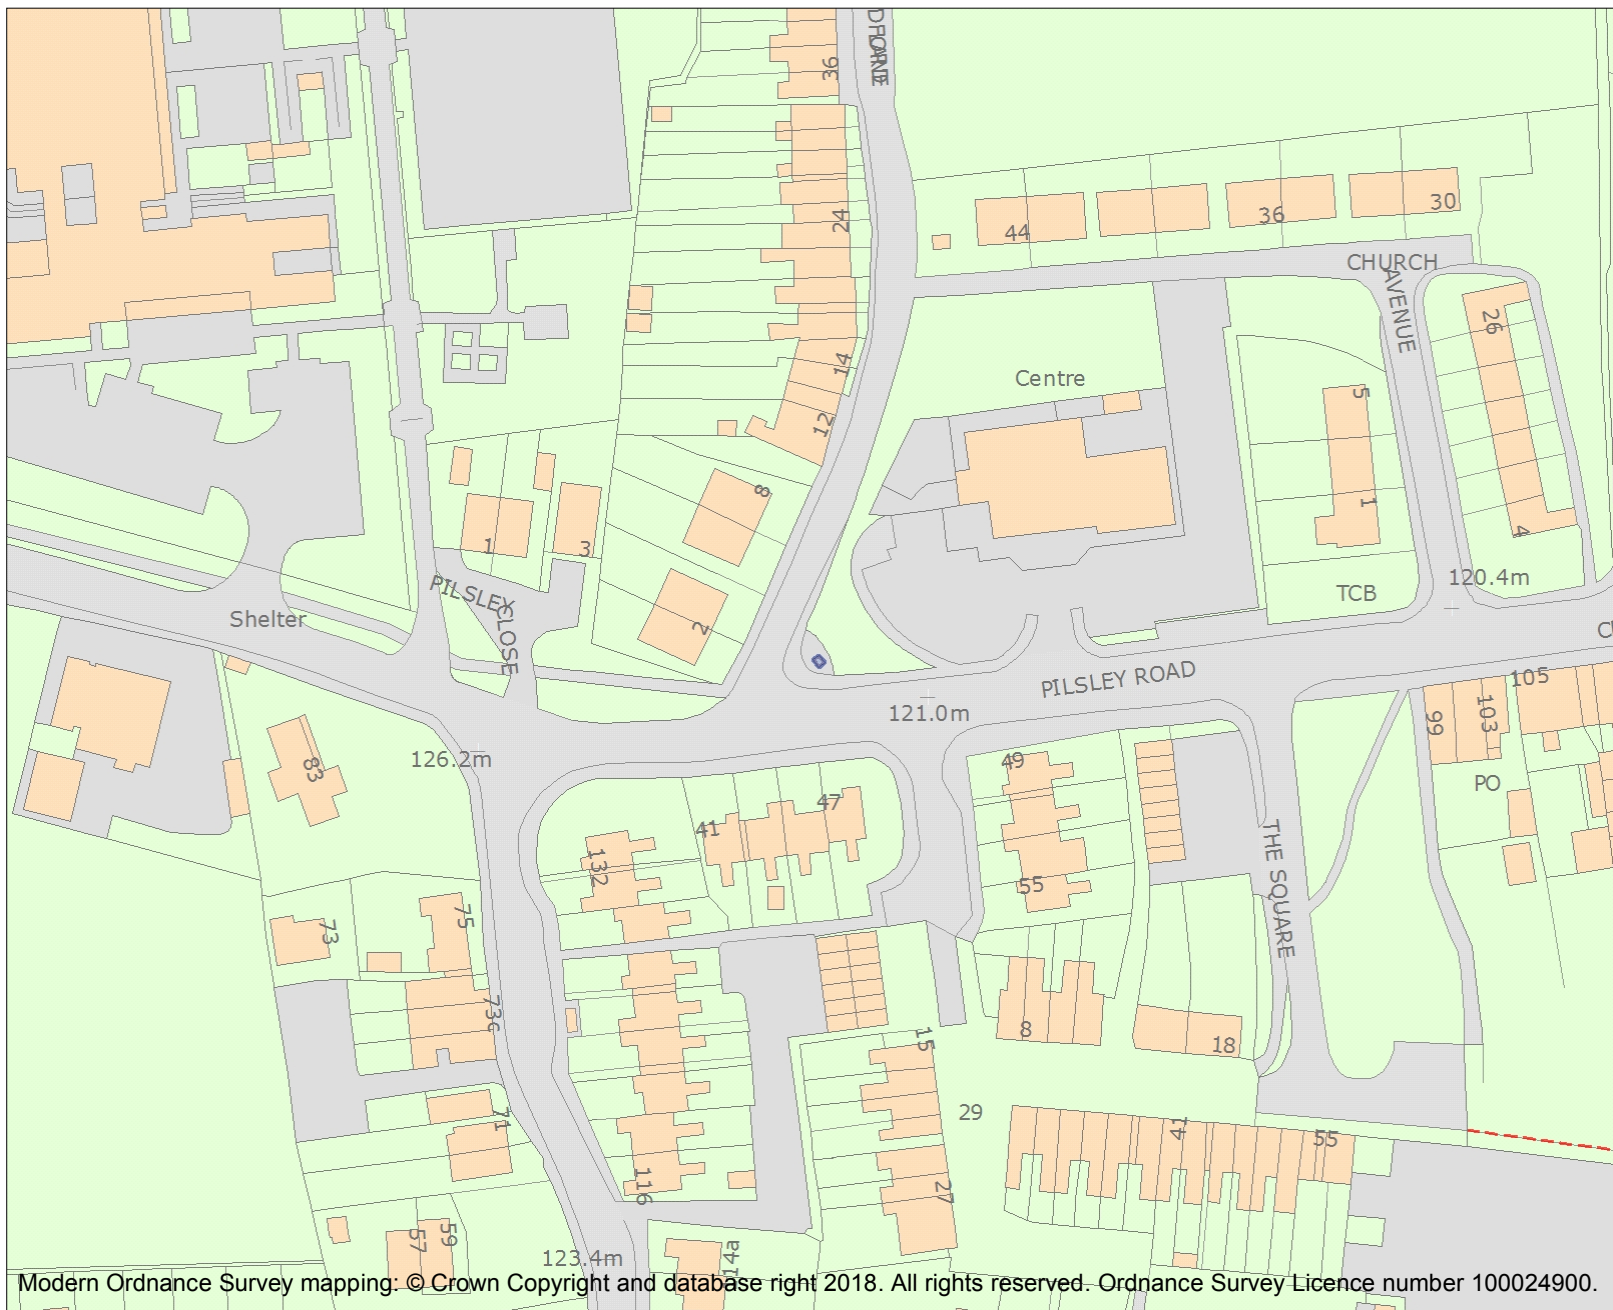 36
24
14
12
8
2
44
36
30
CHURCH
AVENUE
26
5
1
4
Centre
1
3
PILSLEY
CLOSE
Shelter
TCB
120.4m
PILSLEY ROAD
121.0m
126.2m
105
103
99
PO
83
49
47
41
132
55
THE SQUARE
73
75
73c
8
18
15
29
41
55
71
116
27
57
59
123.4m
14a
Modern Ordnance Survey mapping: © Crown Copyright and database right 2018. All rights reserved. Ordnance Survey Licence number 100024900.